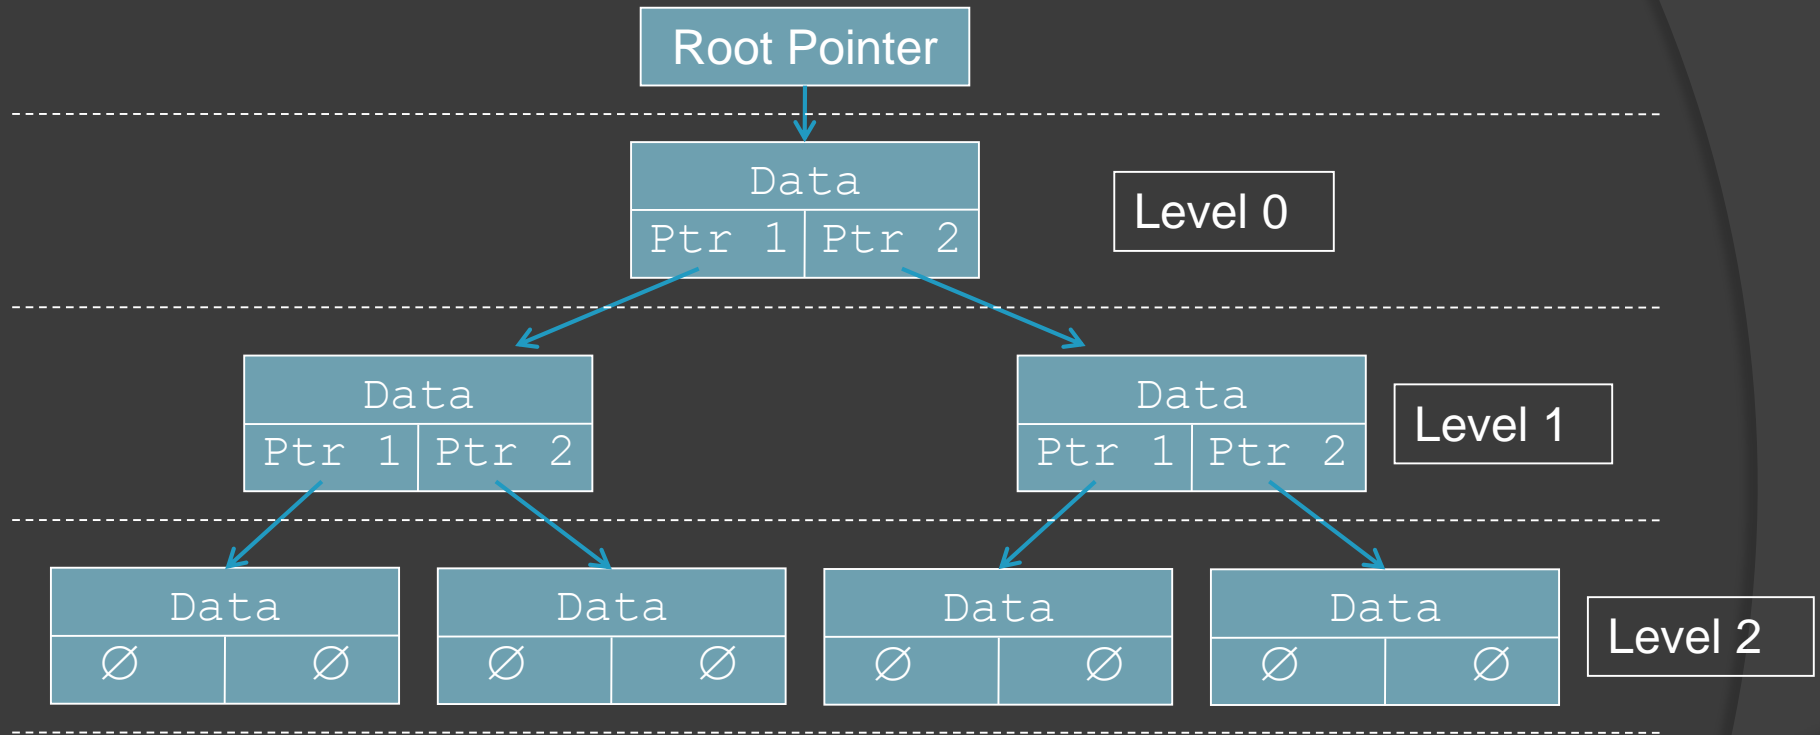 Root Pointer
Data
Ptr 1 Ptr 2
Level 0
Data
Ptr 1 Ptr 2
Data
Ptr 1 Ptr 2
Level 1
Data
∅ ∅
Data
∅ ∅
Data
∅ ∅
Data
∅ ∅
Level 2